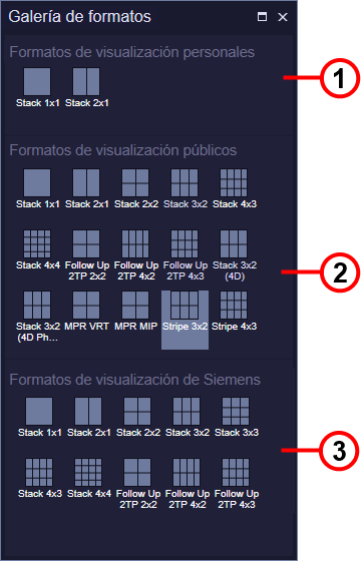 Galería de formatos
Formatos de visualización personales
1
Stack 1x1 Stack 2x1
Formatos de visualización públicos
Stack 1x1 Stack 2x1 Stack 2x2 Stack 3x2 Stack 4x3
Stack 4x4 Follow Up Follow Up Follow Up Stack 3x2
2TP 2x2 2TP 4x2 2TP 4x3 (4D)
2
Stack 3x2 MPR VRT MPR MIP Stripe 3x2 Stripe 4x3
(4D Ph...
Formatos de visualización de Siemens
Stack 1x1 Stack 2x1 Stack 2x2 Stack 3x2 Stack 3x3
3
Stack 4x3 Stack 4x4 Follow Up Follow Up Follow Up
2TP 2x2 2TP 4x2 2TP 4x3